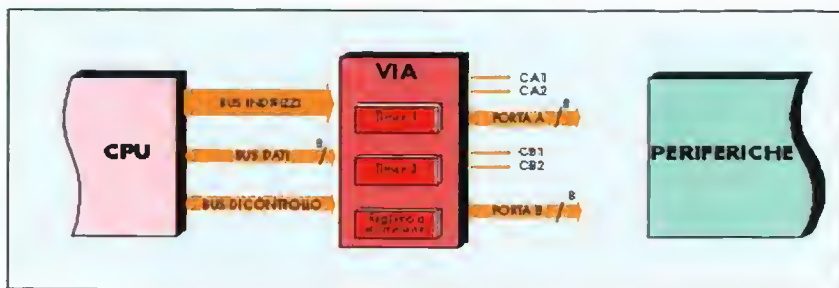 CPU
BUS INDIRIZZI
BUS DATI
8
BUS DI CONTROLLO
VIA
Timer 1
Timer 2
Registro a
CA1
CA2
PORTA A
8
CB1
CB2
PORTA B
8
PERIFERICHE